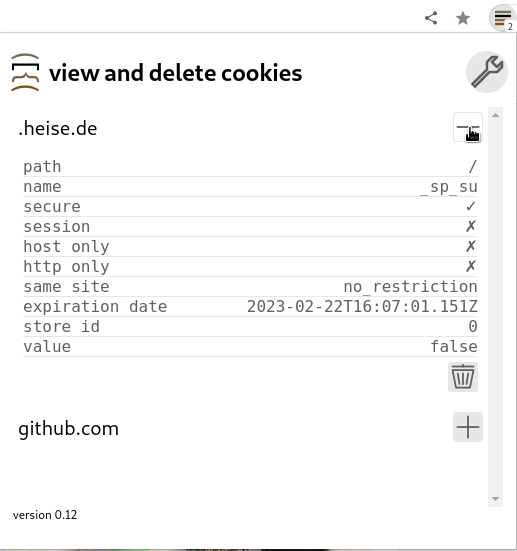 2
view and delete cookies
.heise.de
path /
name _sp_su
secure ✓
session ✗
host only ✗
http only ✗
same site no_restriction
expiration date 2023-02-22T16:07:01.151Z
store id 0
value false
github.com
version 0.12